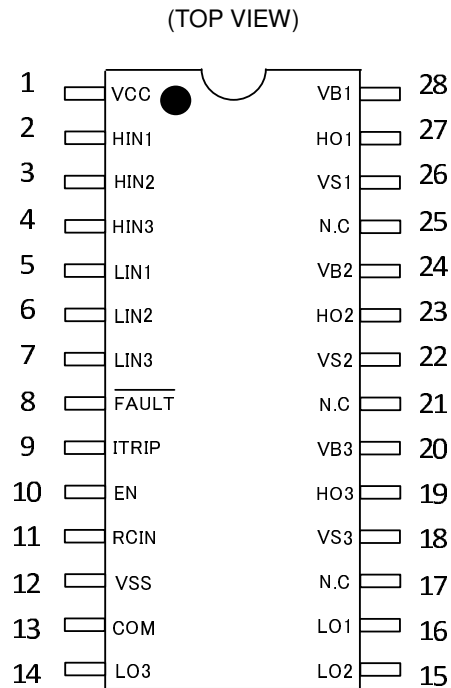 (TOP VIEW)
1 VCC VB1 28
2 HIN1 HO1 27
3 HIN2 VS1 26
4 HIN3 N.C 25
5 LIN1 VB2 24
6 LIN2 HO2 23
7 LIN3 VS2 22
8 FAULT N.C 21
9 ITRIP VB3 20
10 EN HO3 19
11 RCIN VS3 18
12 VSS N.C 17
13 COM LO1 16
14 LO3 LO2 15